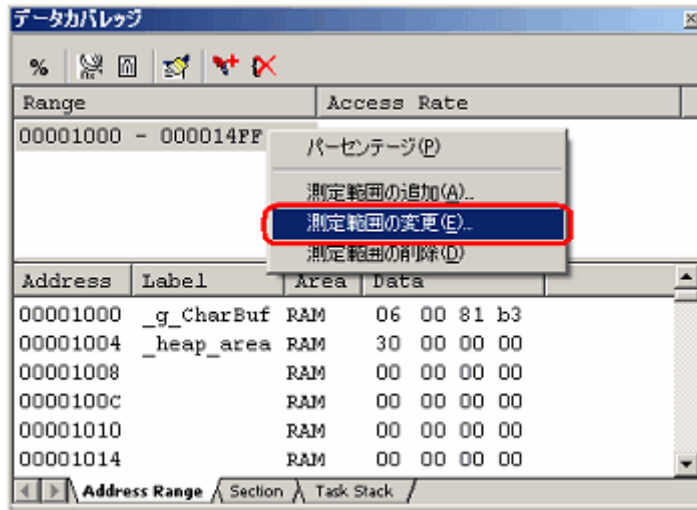 データカバレッジ
%
Range Access Rate
00001000 - 000014FF
パーセンテージ(P)
測定範囲の追加(A)...
測定範囲の変更(E)...
測定範囲の削除(D)
Address Label Area Data
00001000 _g_CharBuf RAM 06 00 81 b3
00001004 _heap_area RAM 30 00 00 00
00001008 RAM 00 00 00 00
0000100C RAM 00 00 00 00
00001010 RAM 00 00 00 00
00001014 RAM 00 00 00 00
Address Range Section Task Stack